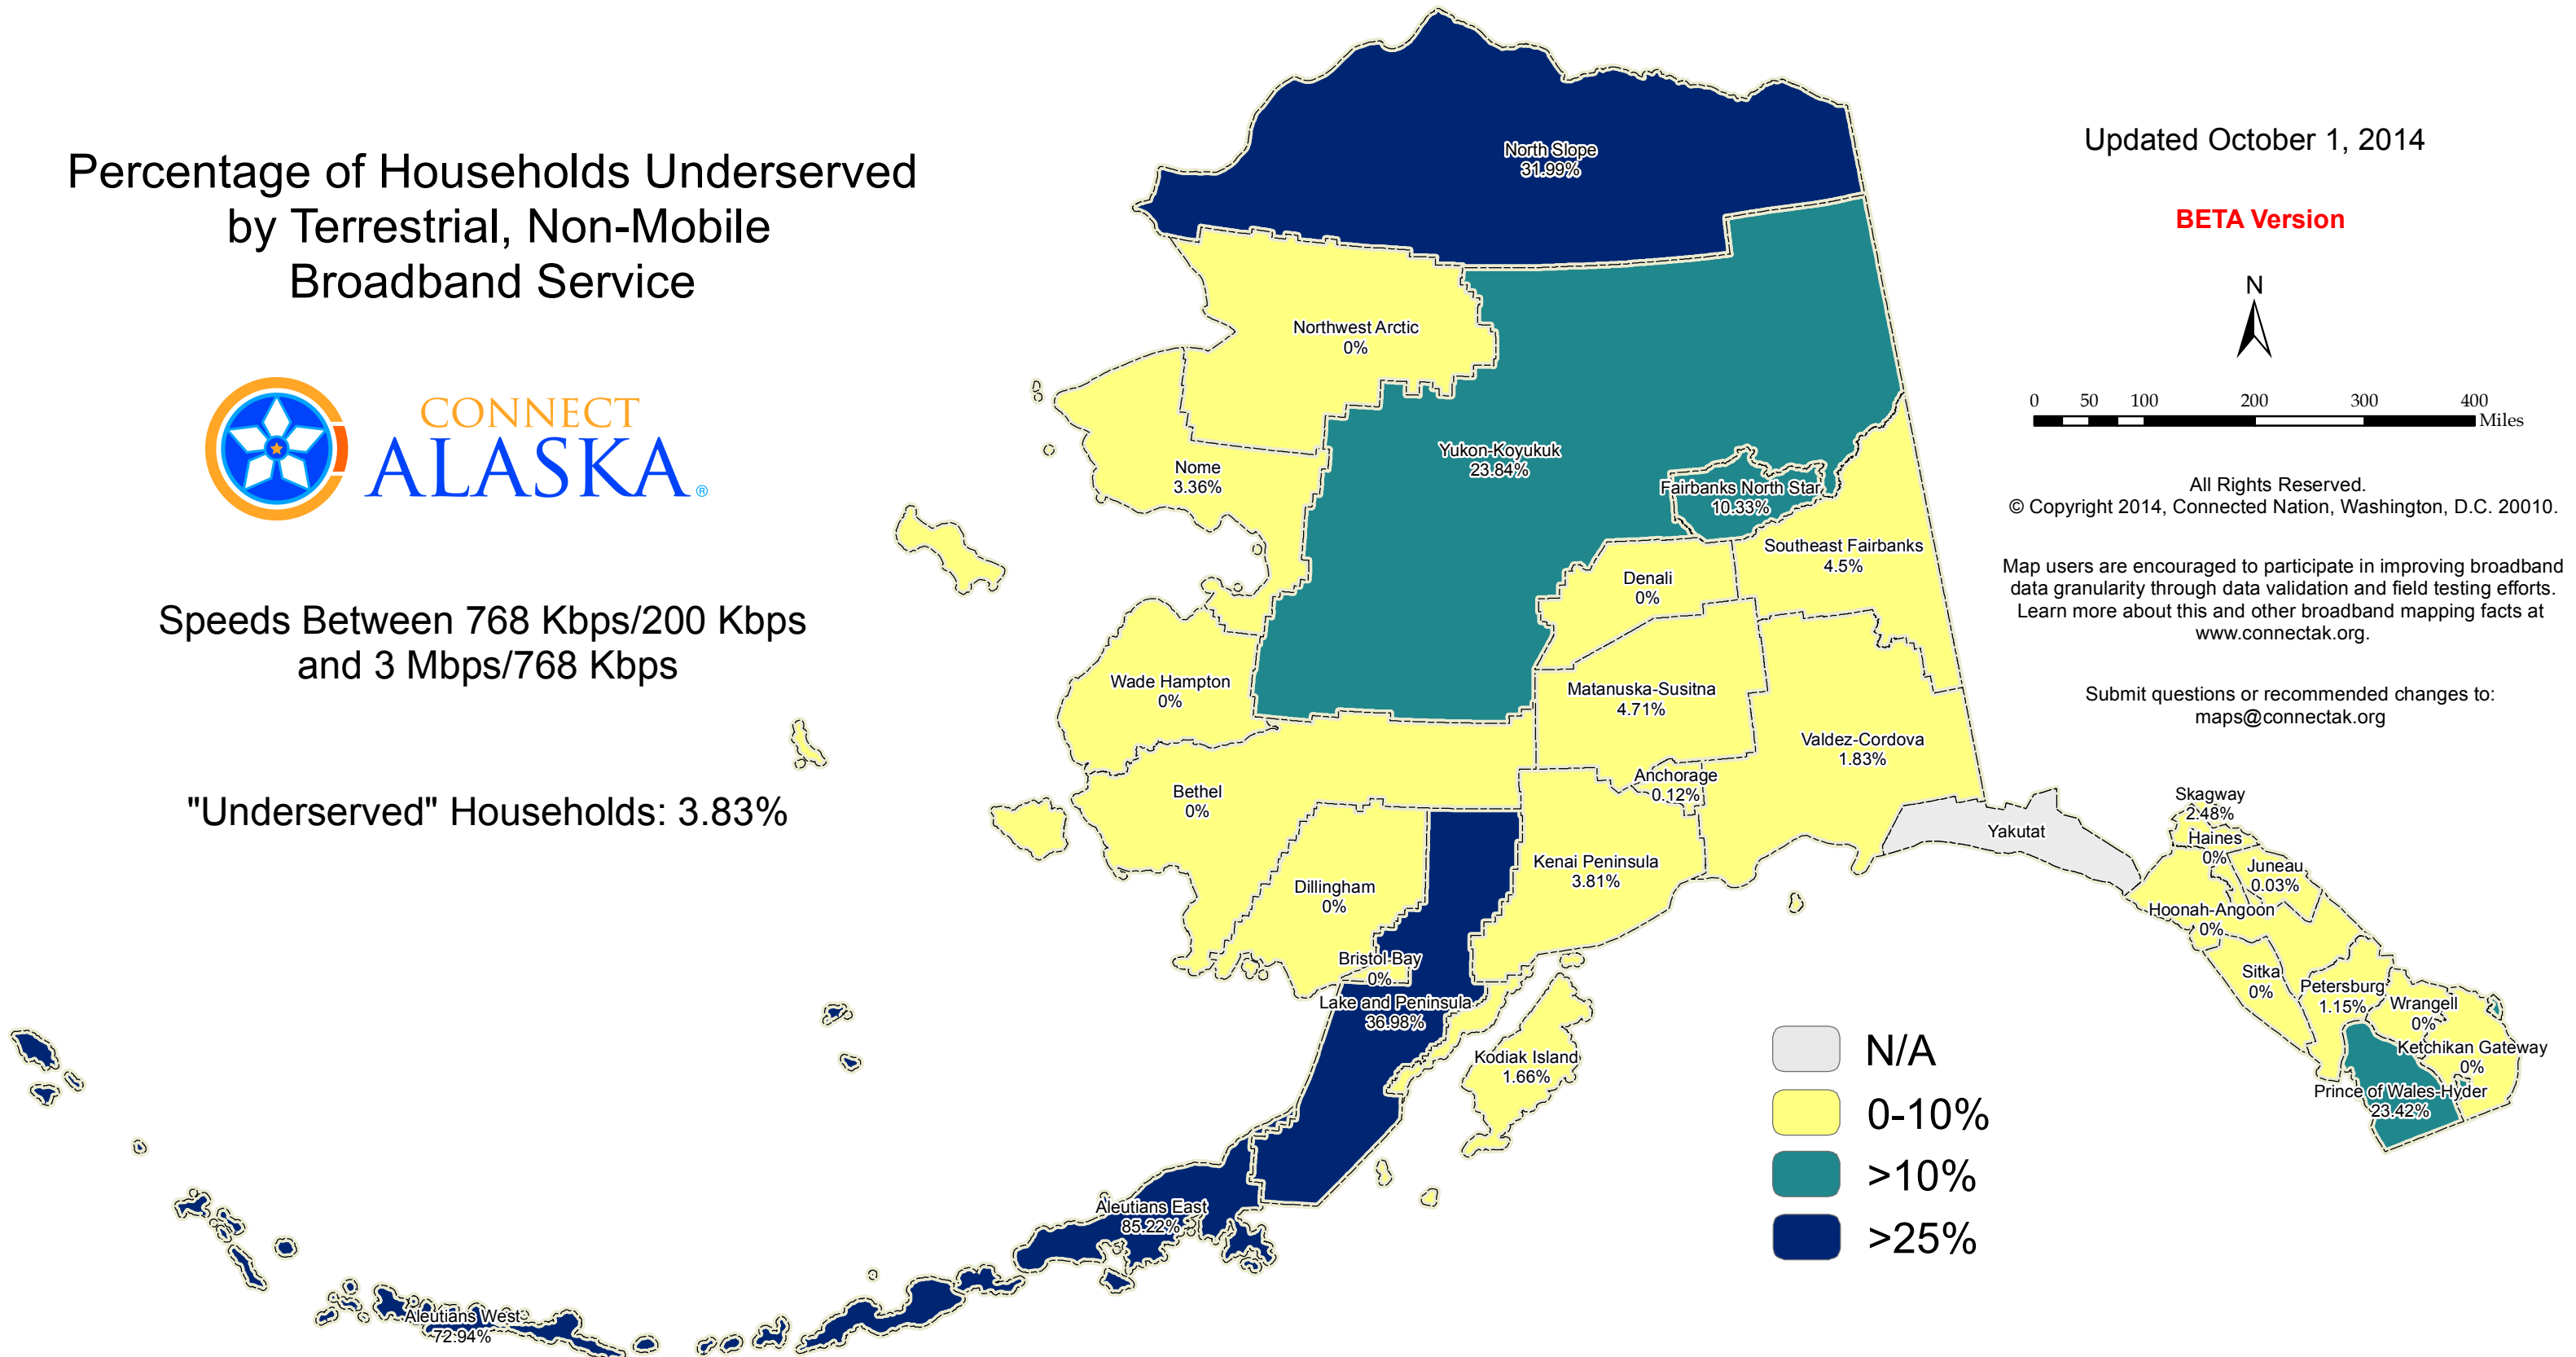 Percentage of Households Underserved
by Terrestrial, Non-Mobile
Broadband Service
CONNECT
ALASKA®
Speeds Between 768 Kbps/200 Kbps
and 3 Mbps/768 Kbps
"Underserved" Households: 3.83%
Updated October 1, 2014
BETA Version
N
0 50 100 200 300 400
Miles
All Rights Reserved.
© Copyright 2014, Connected Nation, Washington, D.C. 20010.
Map users are encouraged to participate in improving broadband
data granularity through data validation and field testing efforts.
Learn more about this and other broadband mapping facts at
www.connectak.org.
Submit questions or recommended changes to:
maps@connectak.org
North Slope
31.99%
Northwest Arctic
0%
Nome
3.36%
Yukon-Koyukuk
23.84%
Fairbanks North Star
10.33%
Southeast Fairbanks
4.5%
Denali
0%
Wade Hampton
0%
Matanuska-Susitna
4.71%
Valdez-Cordova
1.83%
Anchorage
0.12%
Bethel
0%
Yakutat
Skagway
2.48%
Haines
0%
Juneau
0.03%
Hoonah-Angoon
0%
Kenai Peninsula
3.81%
Dillingham
0%
Bristol Bay
0%
Lake and Peninsula
36.98%
Sitka
0%
Petersburg
1.15%
Wrangell
0%
Ketchikan Gateway
0%
Prince of Wales-Hyder
23.42%
Kodiak Island
1.66%
Aleutians East
85.22%
Aleutians West
72.94%
N/A
0-10%
>10%
>25%